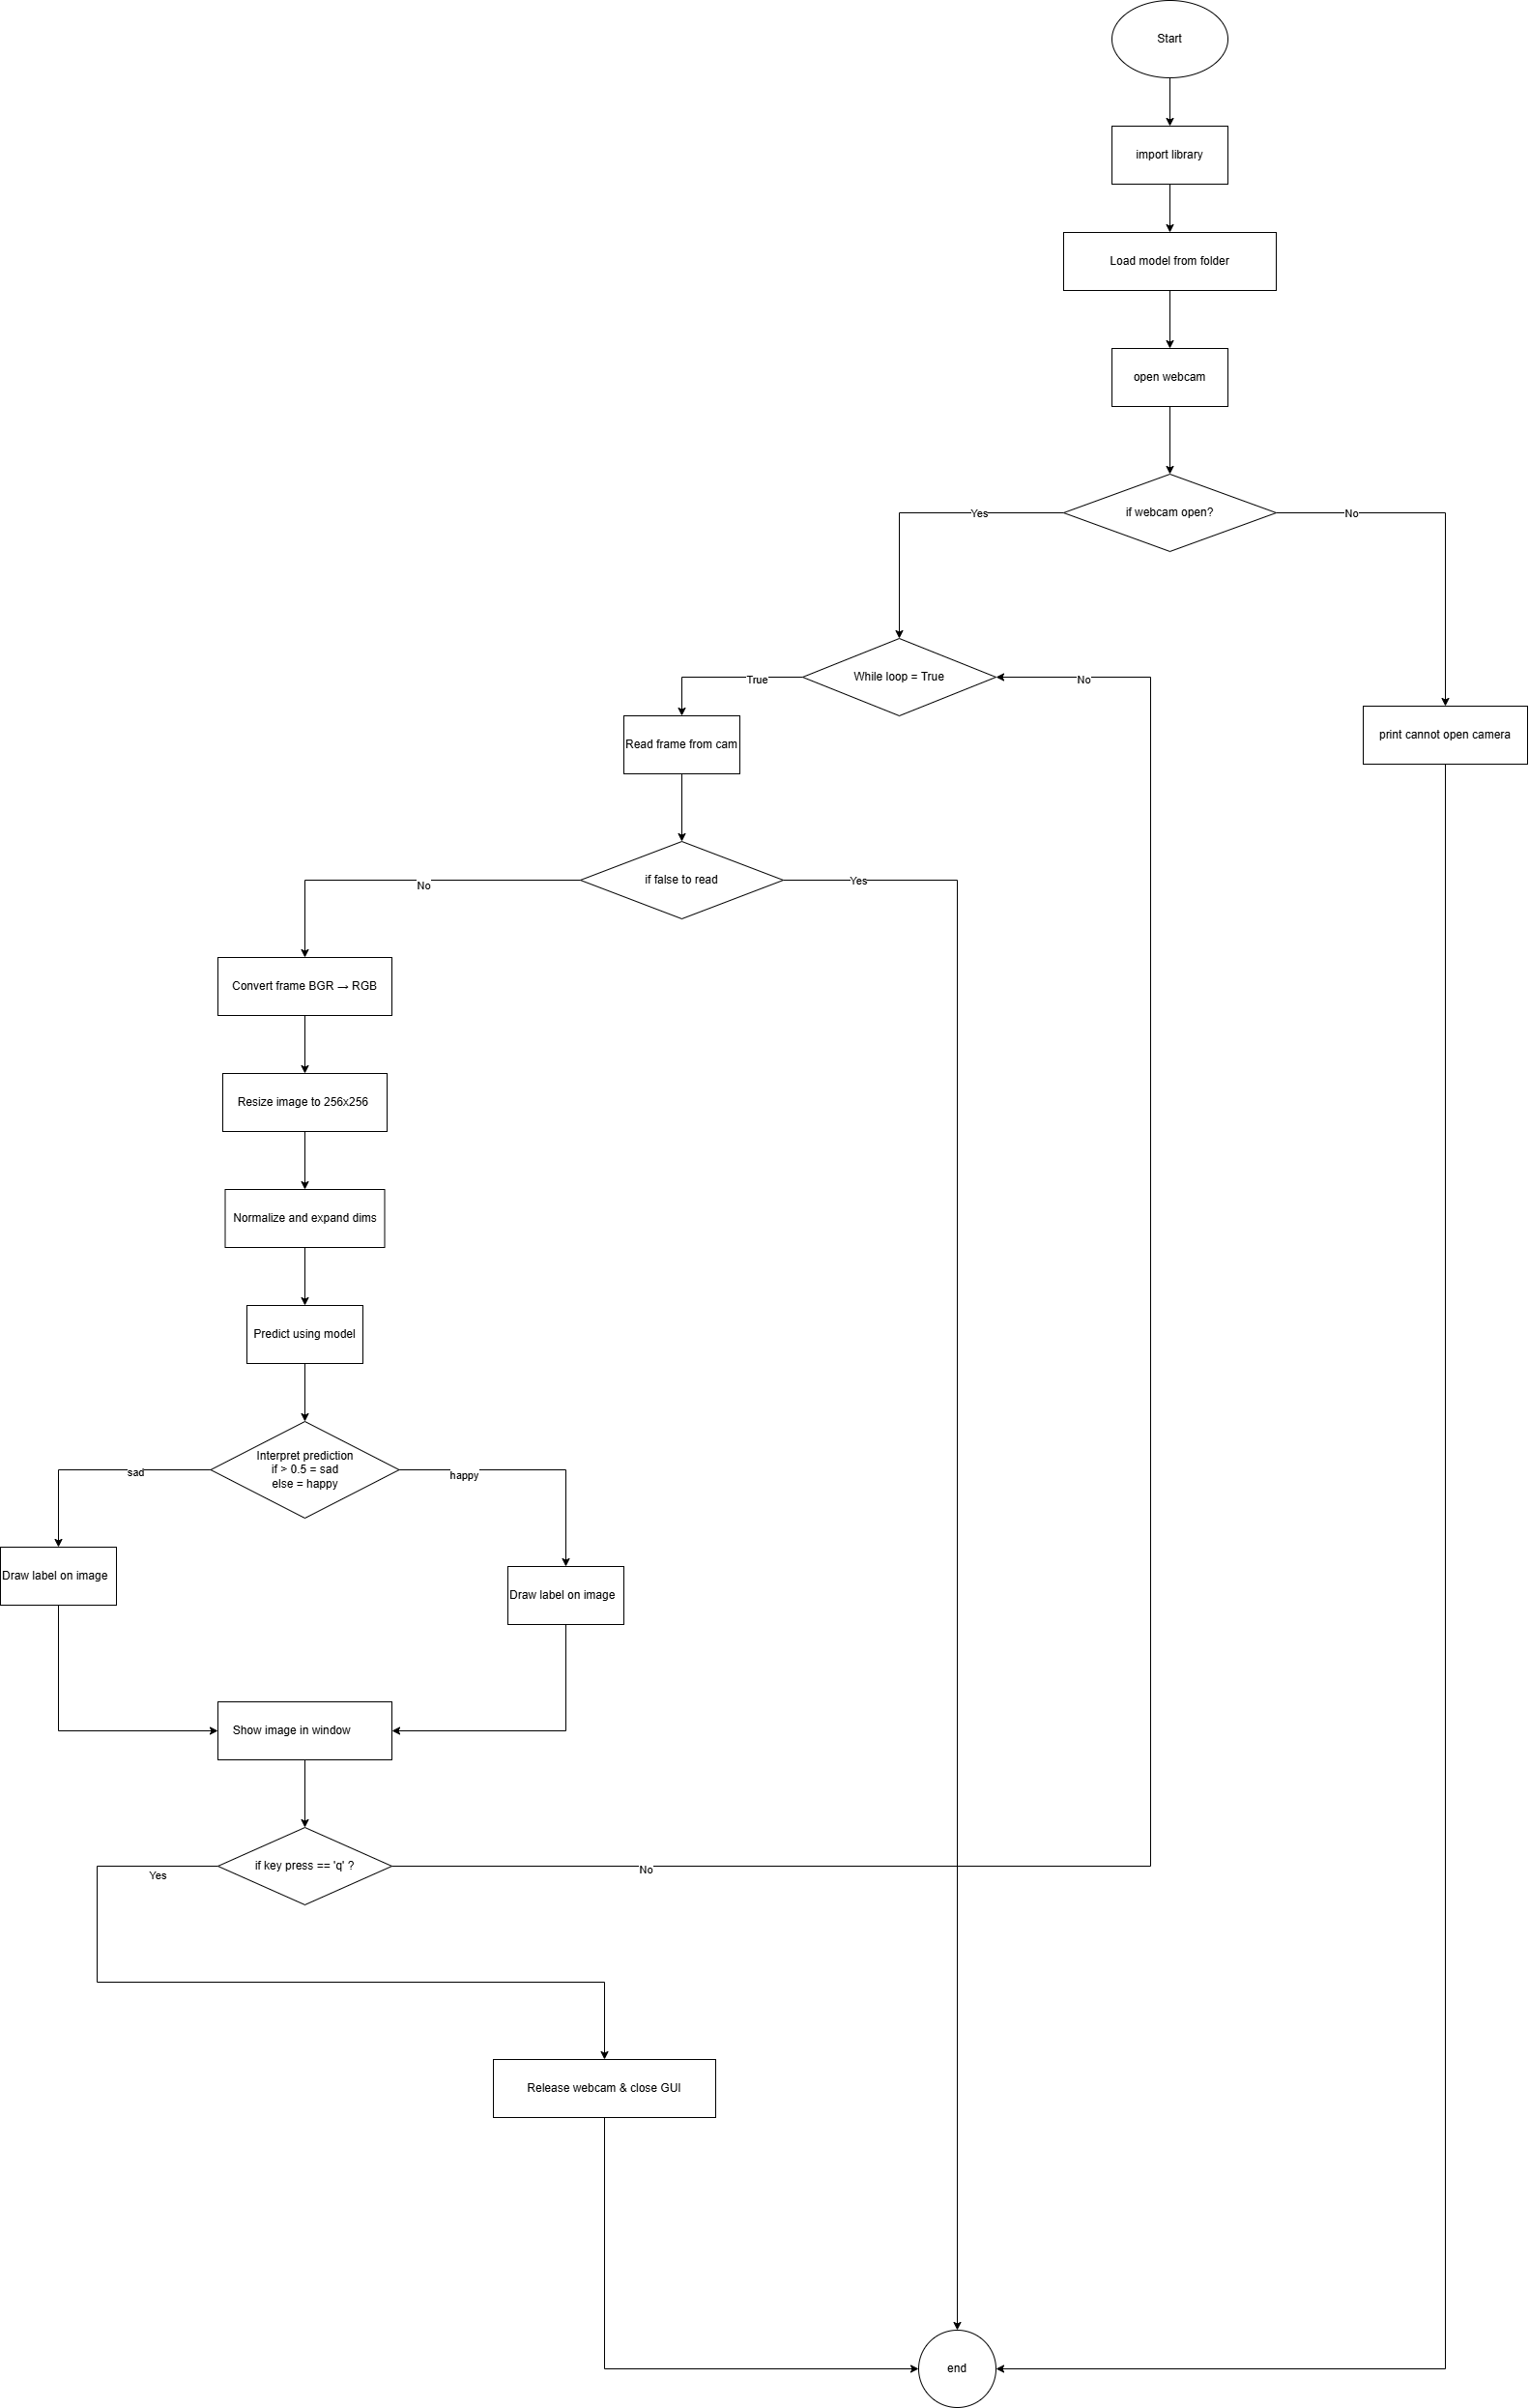 Start
import library
Load model from folder
open webcam
if webcam open?
Yes
No
While loop = True
True
No
Read frame from cam
print cannot open camera
if false to read
No
Yes
Convert frame BGR → RGB
Resize image to 256x256
Normalize and expand dims
Predict using model
Interpret prediction
if > 0.5 = sad
else = happy
sad
happy
Draw label on image
Draw label on image
Show image in window
if key press == 'q' ?
Yes
No
Release webcam & close GUI
end